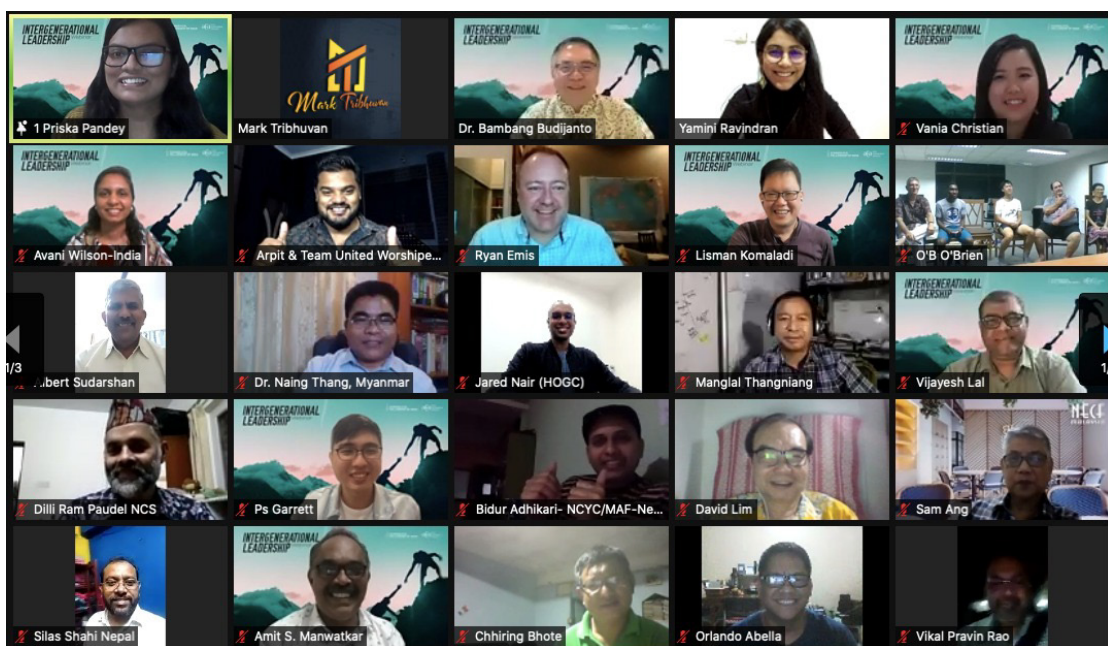 INTERGENERATIONAL
LEADERSHIP
1 Priska Pandey
Mark Tribhuvan
Mark Tribhuvan
INTERGENERATIONAL
LEADERSHIP
Dr. Bambang Budijanto
Yamini Ravindran
INTERGENERATIONAL
LEADERSHIP
Vania Christian
INTERGENERATIONAL
LEADERSHIP
Avani Wilson-India
Arpit & Team United Worshipe...
Ryan Emis
INTERGENERATIONAL
LEADERSHIP
Lisman Komaladi
O'B O'Brien
1/3
Albert Sudarshan
Dr. Naing Thang, Myanmar
Jared Nair (HOGC)
Manglal Thangniang
INTERGENERATIONAL
LEADERSHIP
Vijayesh Lal
1/
Dilli Ram Paudel NCS
INTERGENERATIONAL
LEADERSHIP
Ps Garrett
Bidur Adhikari- NCYC/MAF-Ne...
David Lim
NECF
Sam Ang
Silas Shahi Nepal
INTERGENERATIONAL
LEADERSHIP
Amit S. Manwatkar
Chhiring Bhote
Orlando Abella
Vikal Pravin Rao